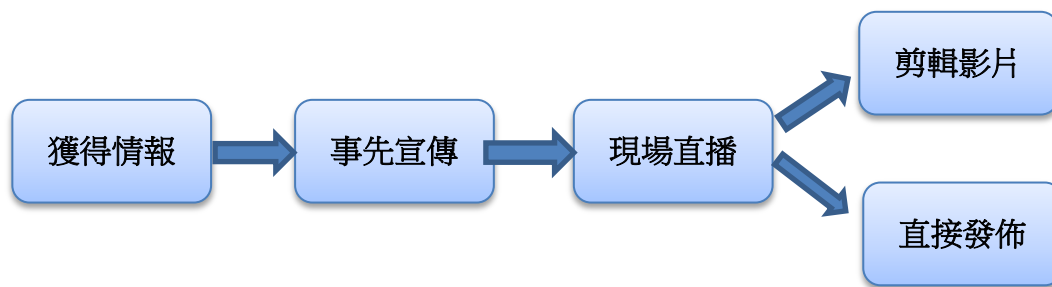 獲得情報
事先宣傳
現場直播
剪輯影片
直接發佈